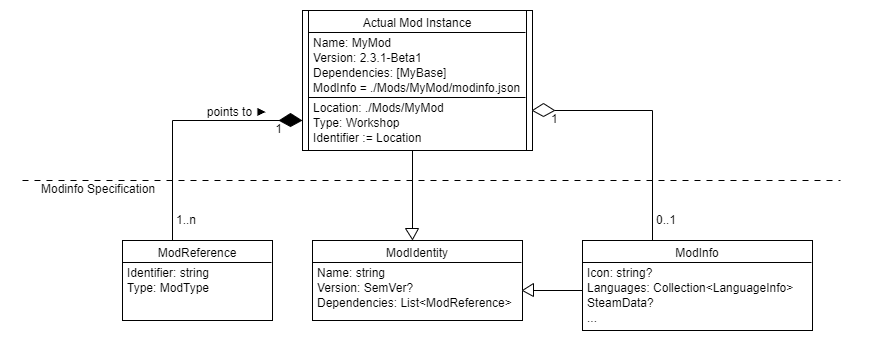 Actual Mod Instance
Name: MyMod
Version: 2.3.1-Beta1
Dependencies: [MyBase]
ModInfo = ./Mods/MyMod/modinfo.json
Location: ./Mods/MyMod
Type: Workshop
Identifier := Location
points to ►
1
1
Modinfo Specification
1..n
0..1
ModReference
Identifier: string
Type: ModType
ModIdentity
Name: string
Version: SemVer?
Dependencies: List<ModReference>
ModInfo
Icon: string?
Languages: Collection<LanguageInfo>
SteamData?
...